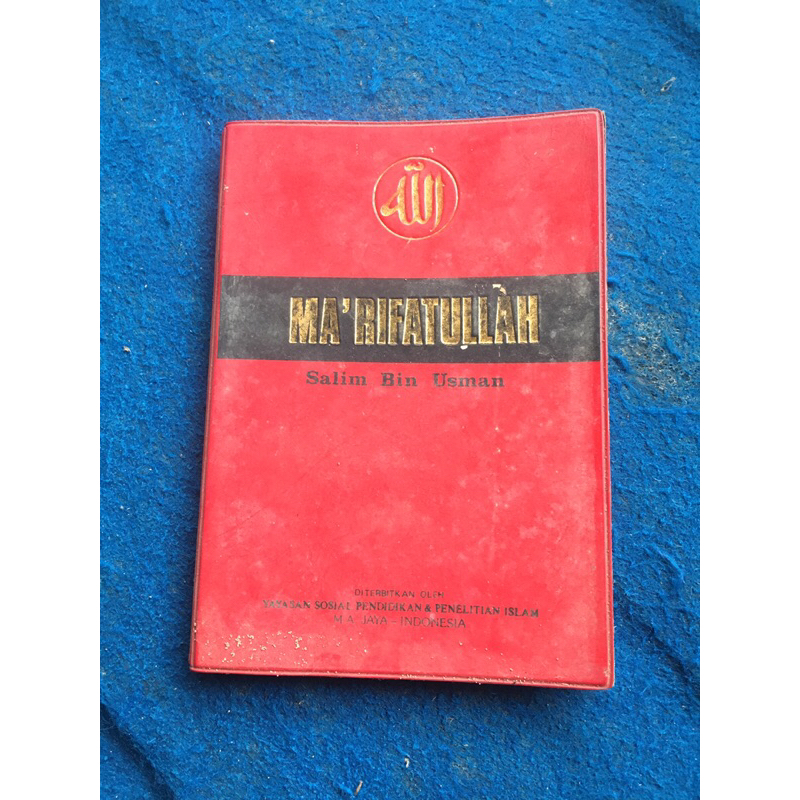 الله
MA'RIFATULLAH
Salim Bin Usman
DITERBITKAN OLEH
YAYASAN SOSIAL PENDIDIKAN & PENELITIAN ISLAM
M.A. JAYA - INDONESIA